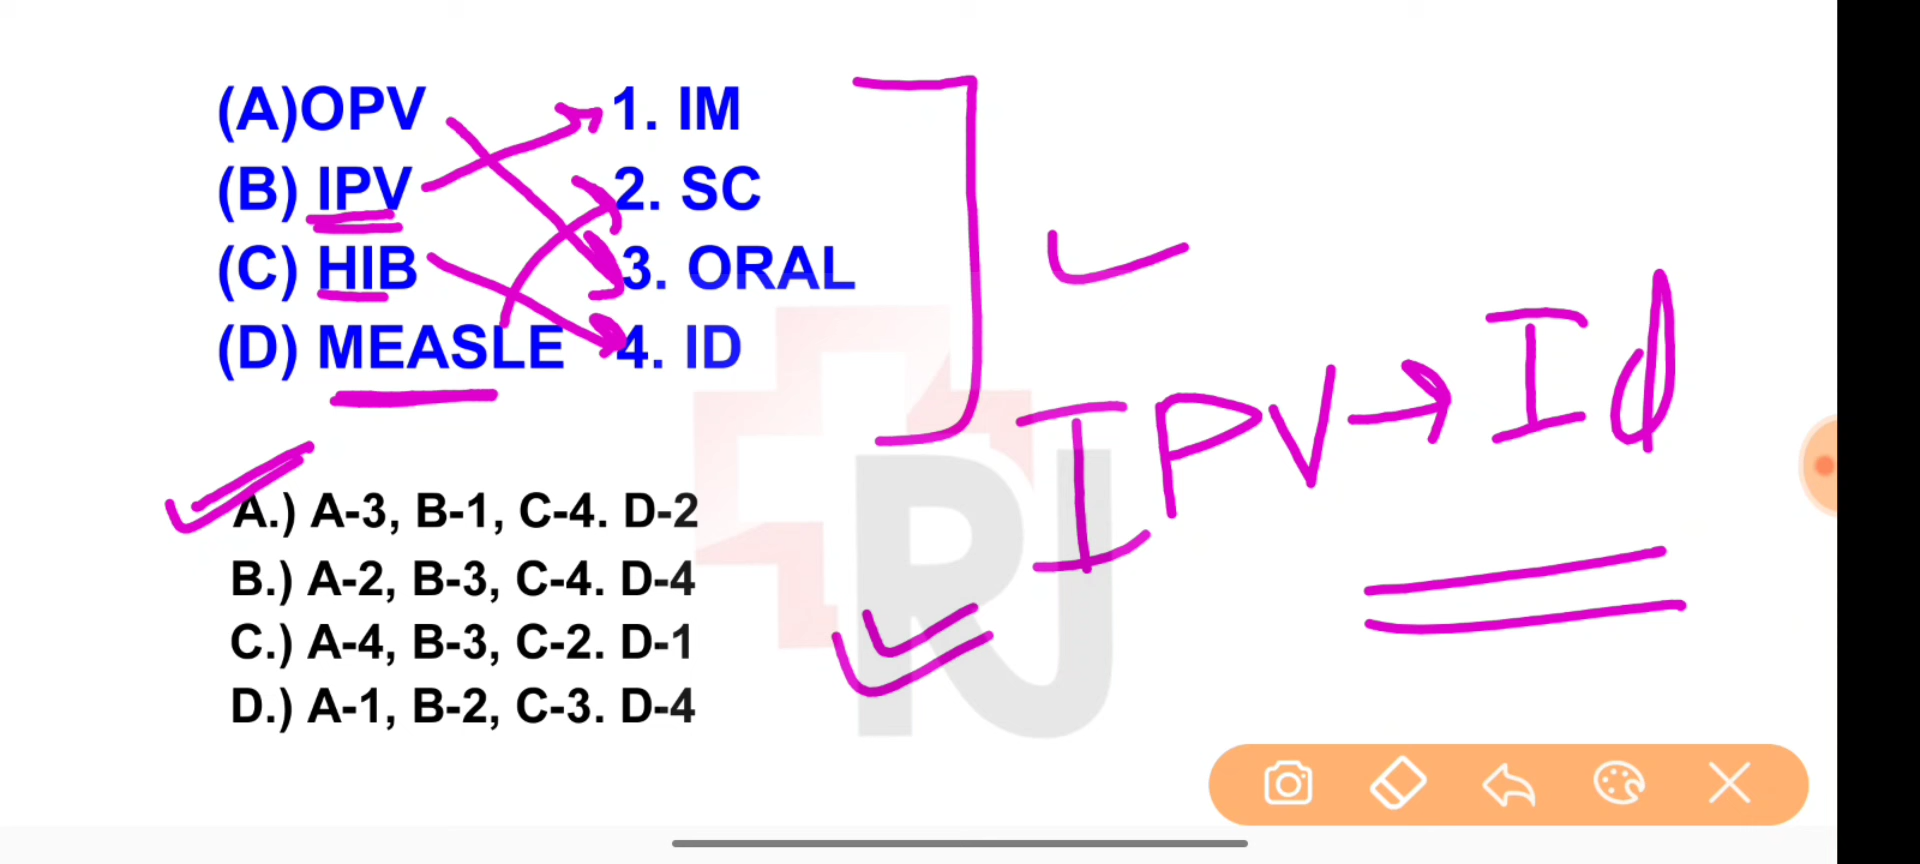 (A)OPV 1. IM
(B) IPV 2. SC
(C) HIB 3. ORAL
(D) MEASLE 4. ID
IPV → Id
A.) A-3, B-1, C-4. D-2
B.) A-2, B-3, C-4. D-4
C.) A-4, B-3, C-2. D-1
D.) A-1, B-2, C-3. D-4
RJ